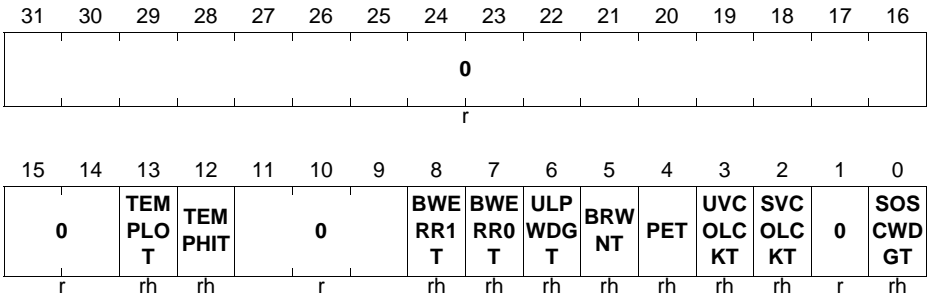 31 30 29 28 27 26 25 24 23 22 21 20 19 18 17 16
0
r
15 14 13 12 11 10 9 8 7 6 5 4 3 2 1 0
0 TEM PLO T TEM PHIT 0 BWE RR1 T BWE RR0 T ULP WDG T BRW NT PET UVC OLC KT SVC OLC KT 0 SOS CWD GT
r rh rh r rh rh rh rh rh rh rh r rh